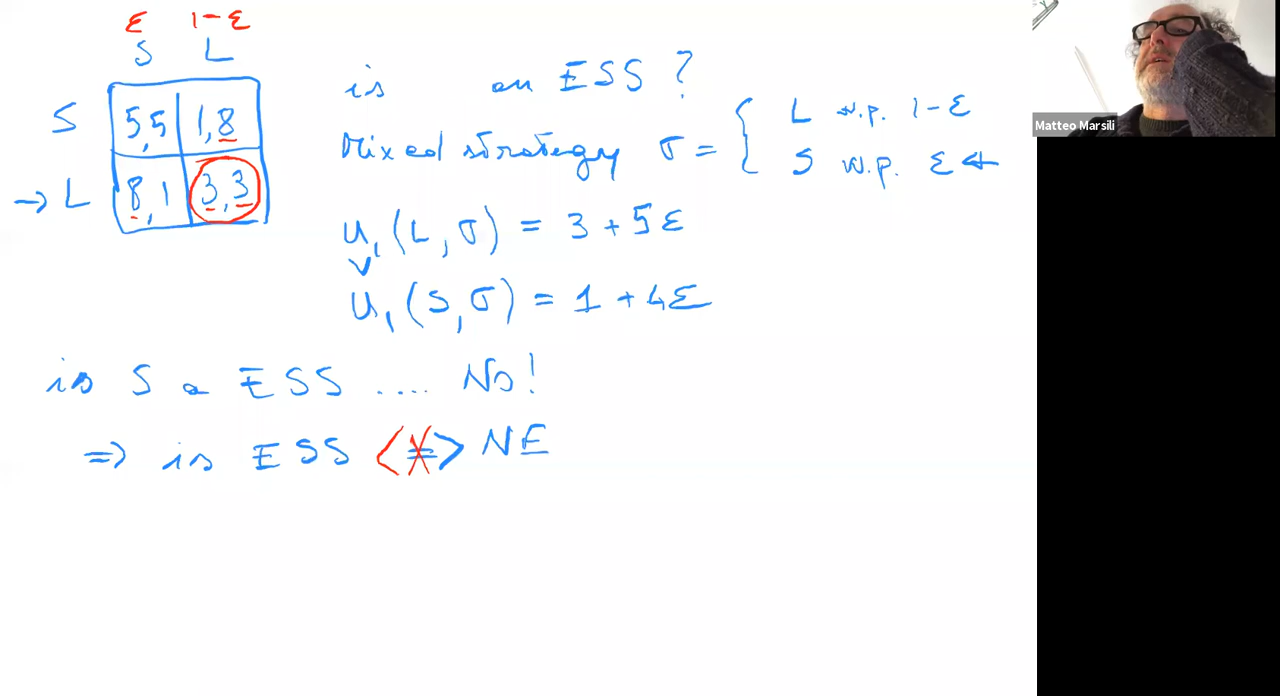 ε 1-ε
S L
S 5,5 1,8
→ L 8,1 3,3
is an ESS ?
Mixed strategy σ = { L w.p. 1-ε
S w.p. ε
u₁(L,σ) = 3 + 5ε
∨
u₁(S,σ) = 1 + 4ε
is S a ESS .... No!
⇒ is ESS <=> NE
Matteo Marsili